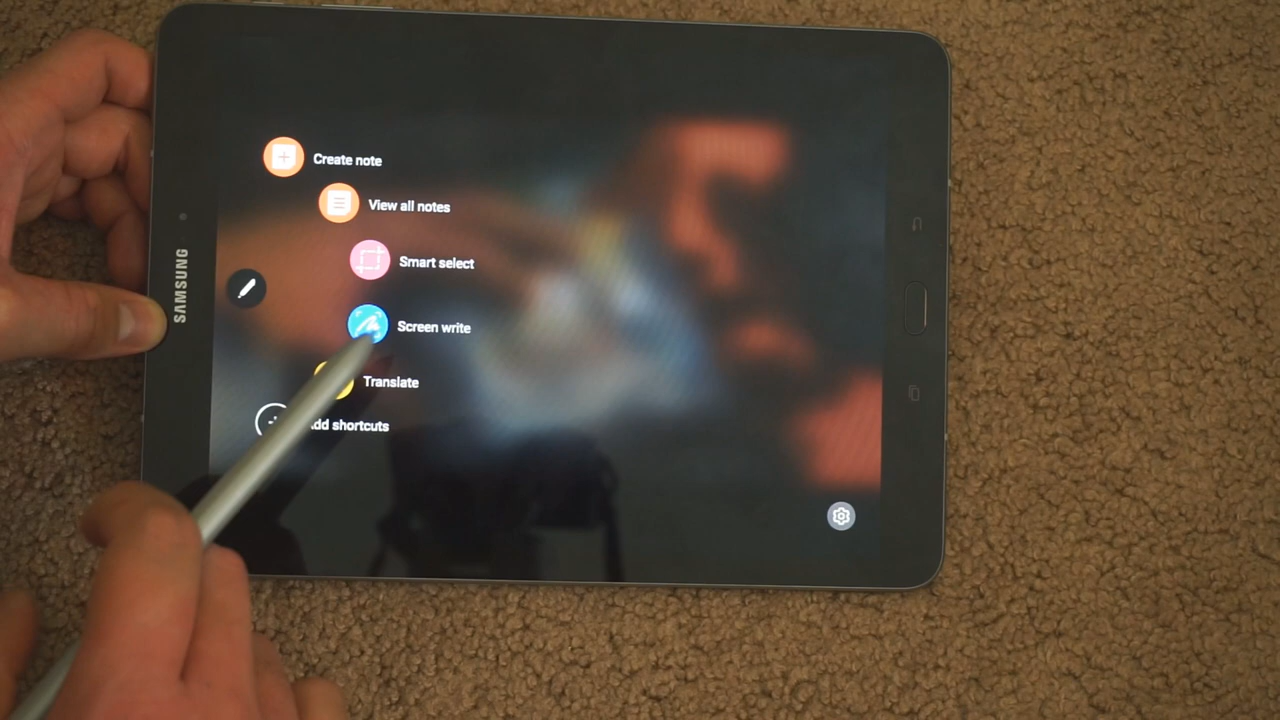 Create note
View all notes
SAMSUNG
Smart select
Screen write
Translate
dd shortcuts